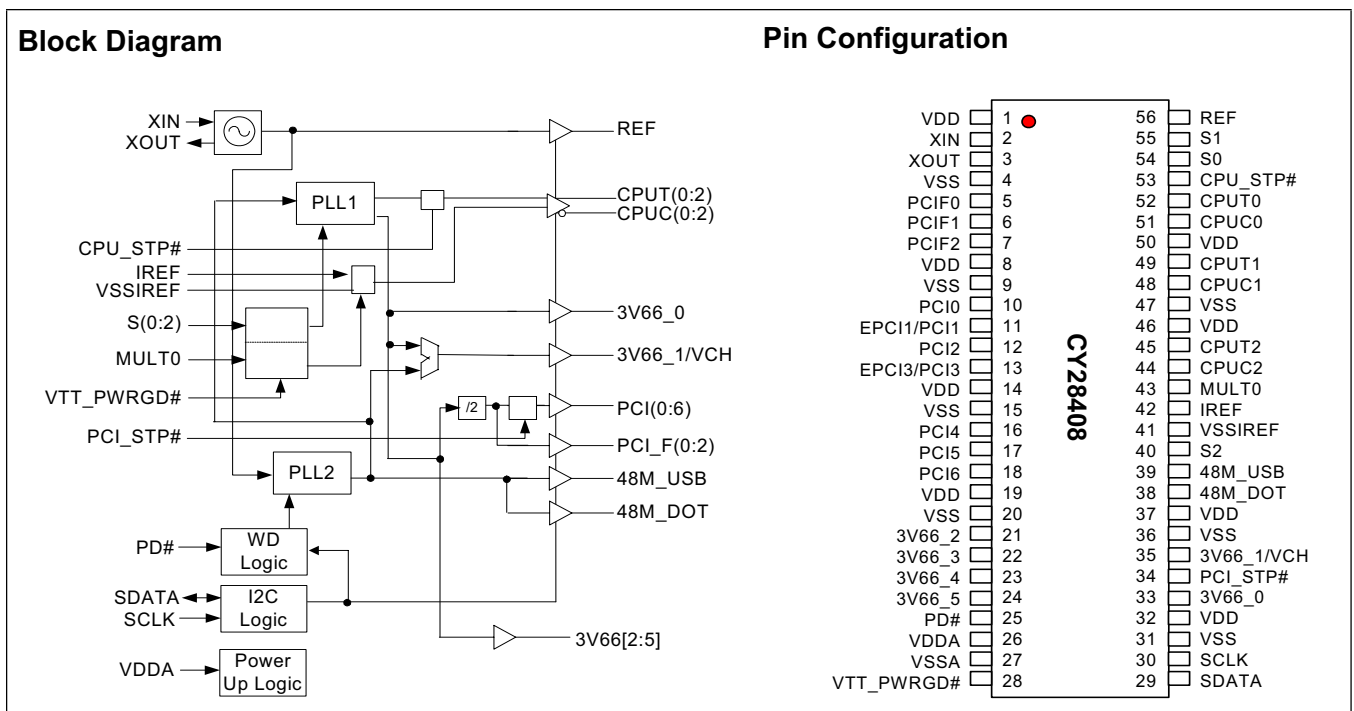 Block Diagram
XIN
XOUT
REF
PLL1
CPUT(0:2)
CPUC(0:2)
CPU_STP#
IREF
VSSIREF
S(0:2)
3V66_0
MULT0
3V66_1/VCH
VTT_PWRGD#
/2
PCI(0:6)
PCI_STP#
PCI_F(0:2)
PLL2
48M_USB
48M_DOT
PD#
WD
Logic
SDATA
SCLK
I2C
Logic
3V66[2:5]
VDDA
Power
Up Logic
Pin Configuration
VDD 1 56 REF
XIN 2 55 S1
XOUT 3 54 S0
VSS 4 53 CPU_STP#
PCIF0 5 52 CPUT0
PCIF1 6 51 CPUC0
PCIF2 7 50 VDD
VDD 8 49 CPUT1
VSS 9 48 CPUC1
PCI0 10 47 VSS
EPCI1/PCI1 11 46 VDD
PCI2 12 45 CPUT2
EPCI3/PCI3 13 44 CPUC2
VDD 14 43 MULT0
VSS 15 42 IREF
PCI4 16 41 VSSIREF
PCI5 17 40 S2
PCI6 18 39 48M_USB
VDD 19 38 48M_DOT
VSS 20 37 VDD
3V66_2 21 36 VSS
3V66_3 22 35 3V66_1/VCH
3V66_4 23 34 PCI_STP#
3V66_5 24 33 3V66_0
PD# 25 32 VDD
VDDA 26 31 VSS
VSSA 27 30 SCLK
VTT_PWRGD# 28 29 SDATA
CY28408